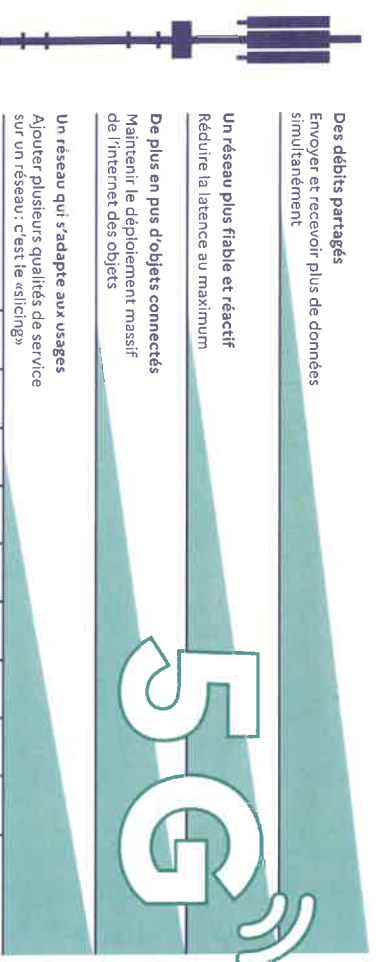 Des débits partagés
Envoyer et recevoir plus de données
simultanément
Un réseau plus fiable et réactif
Réduire la latence au maximum
De plus en pus d'objets connectés
Maintenir le déploiement massif
de l'internet des objets
Un réseau qui s'adapte aux usages
Ajouter plusieurs qualités de service
sur un réseau: c'est le «slicing»
5G